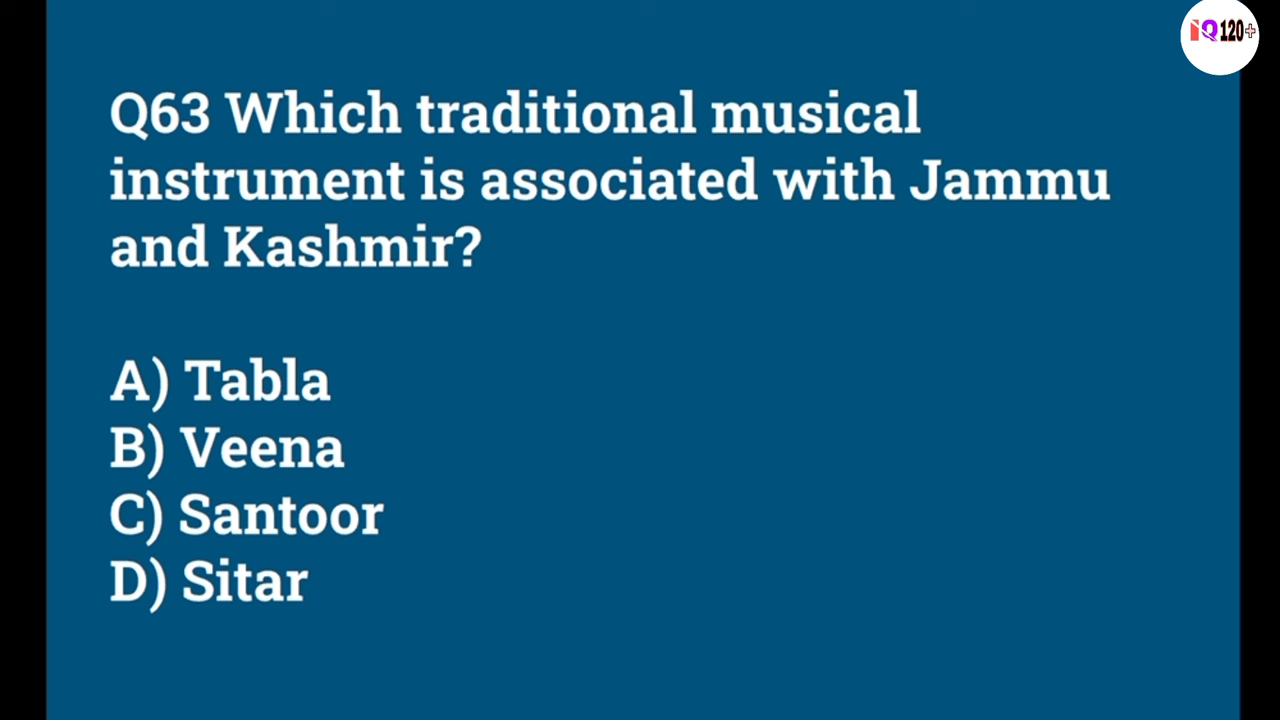 IQ120+
Q63 Which traditional musical
instrument is associated with Jammu
and Kashmir?
A) Tabla
B) Veena
C) Santoor
D) Sitar